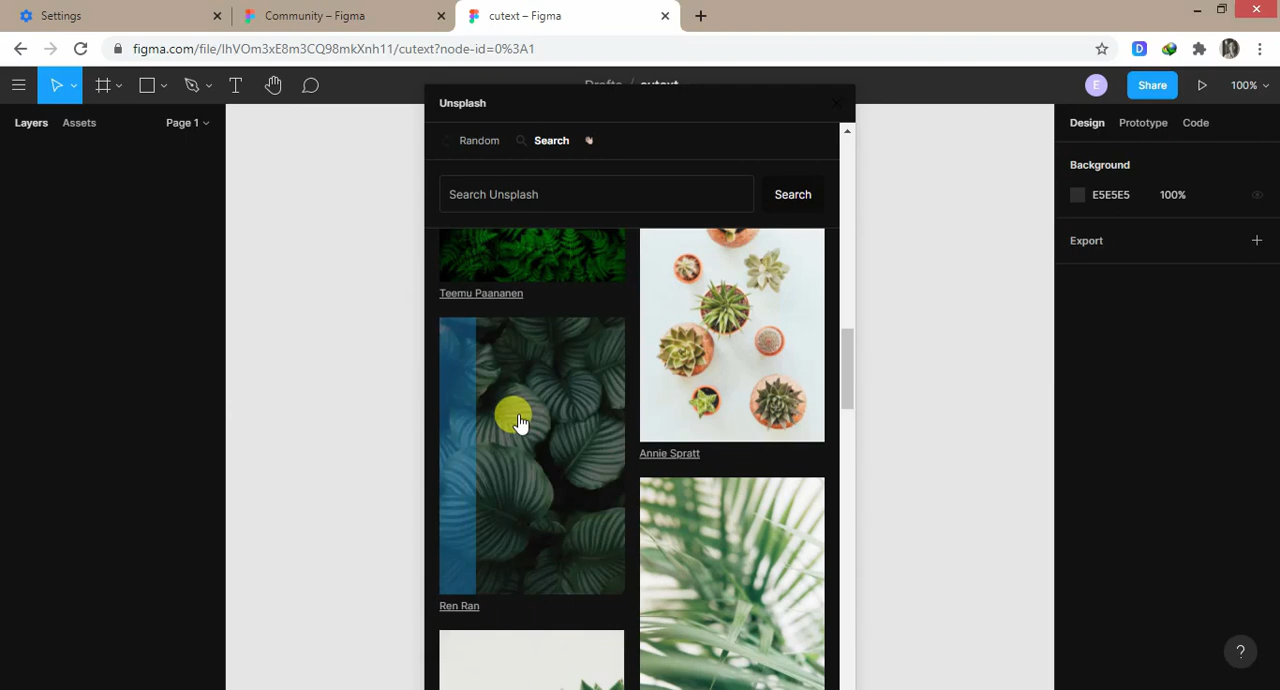 Settings
Community – Figma
cutext – Figma
figma.com/file/lhVOm3xE8m3CQ98mkXnh11/cutext?node-id=0%3A1
Drafts / cutext
E
Share
100%
Layers
Assets
Page 1
Unsplash
Random
Search
Search Unsplash
Search
Teemu Paananen
Annie Spratt
Ren Ran
Design
Prototype
Code
Background
E5E5E5
100%
Export
?